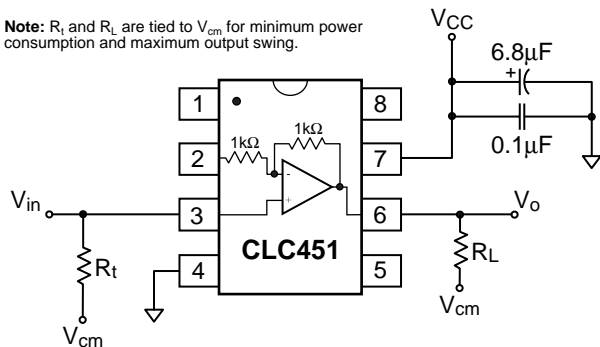 Note: Rt and RL are tied to Vcm for minimum power
consumption and maximum output swing.
VCC
6.8μF
+
0.1μF
1
8
1kΩ
1kΩ
2
7
-
+
Vin
3
6
Vo
CLC451
Rt
4
5
RL
Vcm
Vcm